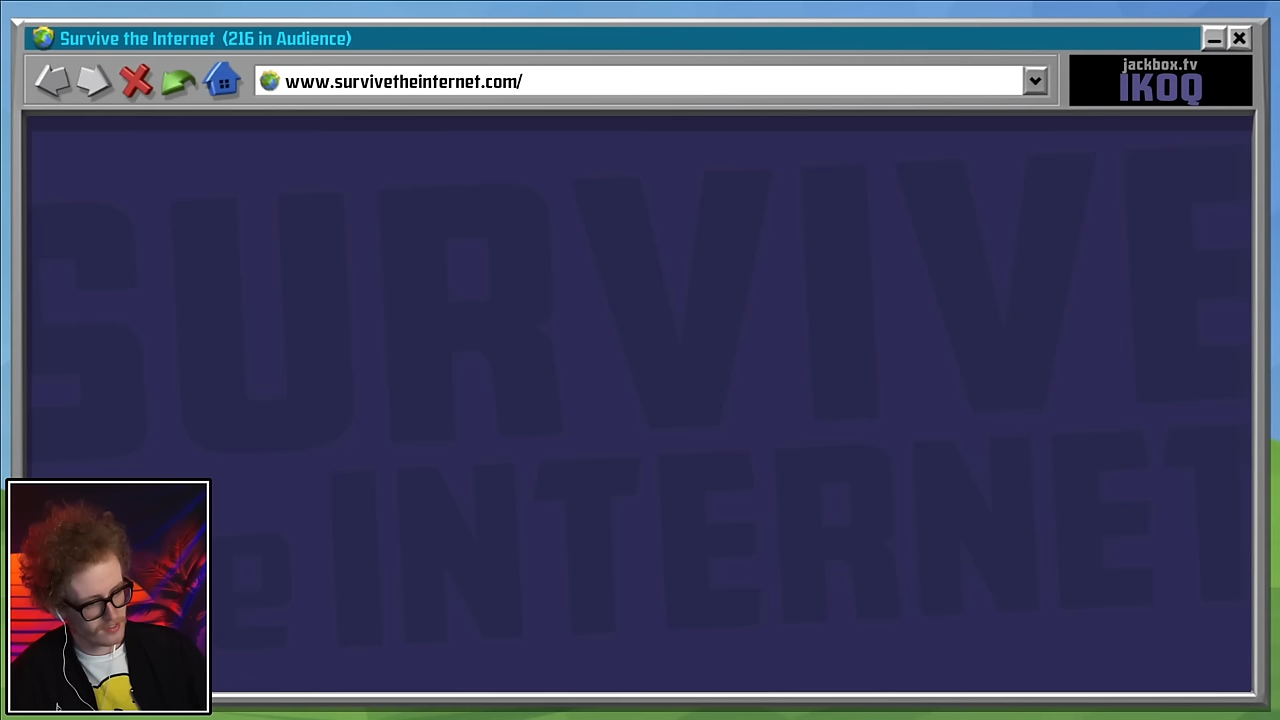 Survive the Internet (216 in Audience)
www.survivetheinternet.com/
jackbox.tv
IKOQ
SURVIVE
e INTERNET